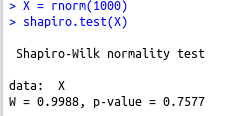 > X = rnorm(1000)
> shapiro.test(X)
Shapiro-Wilk normality test
data:  X
W = 0.9988, p-value = 0.7577